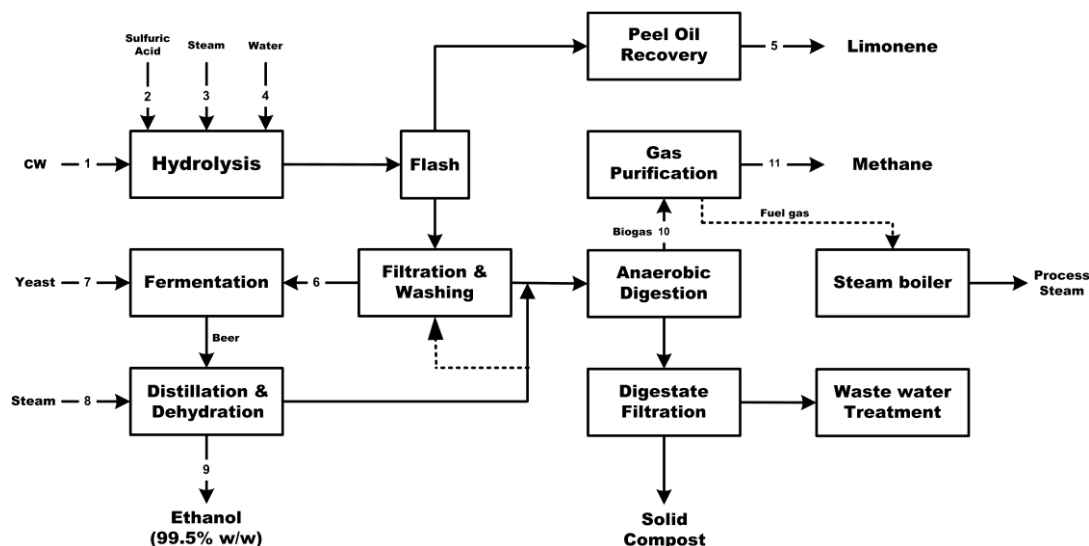 Sulfuric
Acid
Steam
Water
2
3
4
Peel Oil
Recovery
5
Limonene
CW
1
Hydrolysis
Flash
Gas
Purification
11
Methane
Fuel gas
Biogas
10
Yeast
7
Fermentation
6
Filtration &
Washing
Anaerobic
Digestion
Steam boiler
Process
Steam
Beer
Steam
8
Distillation &
Dehydration
Digestate
Filtration
Waste water
Treatment
9
Ethanol
(99.5% w/w)
Solid
Compost